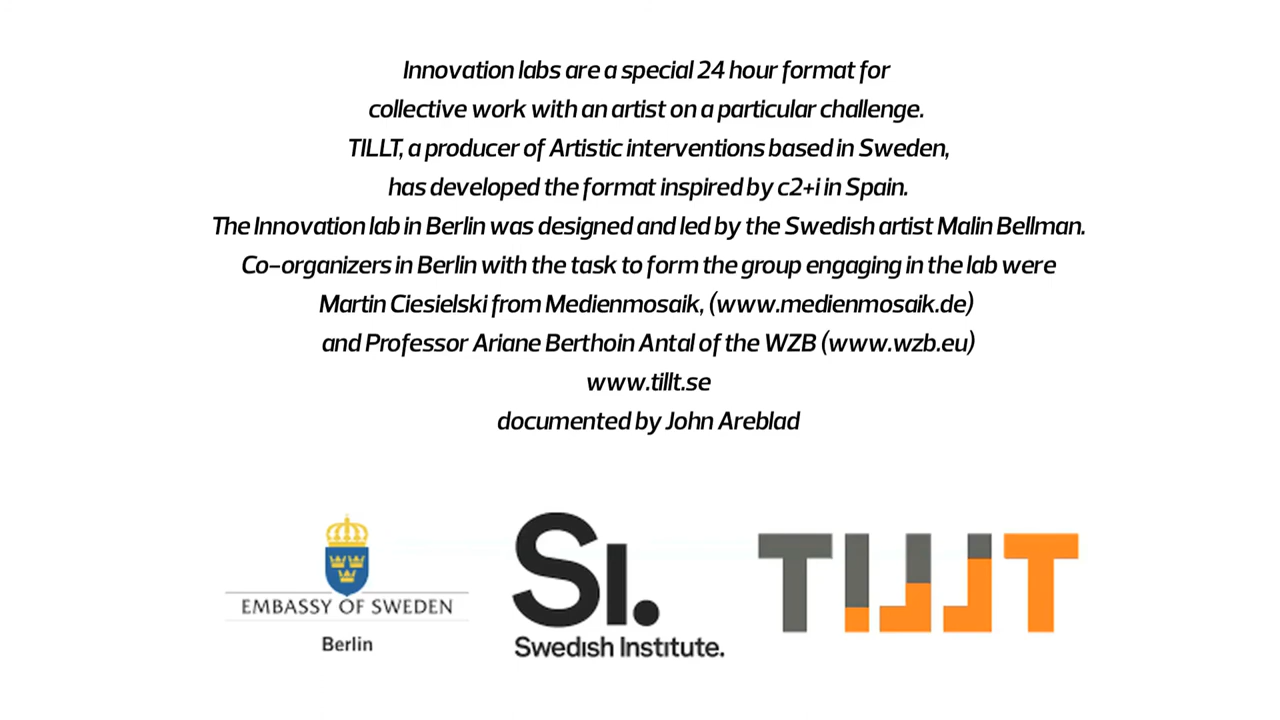 Innovation labs are a special 24 hour format for
collective work with an artist on a particular challenge.
TILLT, a producer of Artistic interventions based in Sweden,
has developed the format inspired by c2+i in Spain.
The Innovation lab in Berlin was designed and led by the Swedish artist Malin Bellman.
Co-organizers in Berlin with the task to form the group engaging in the lab were
Martin Ciesielski from Medienmosaik, (www.medienmosaik.de)
and Professor Ariane Berthoin Antal of the WZB (www.wzb.eu)
www.tillt.se
documented by John Areblad
EMBASSY OF SWEDEN
Berlin
SI.
Swedish Institute.
TILLT